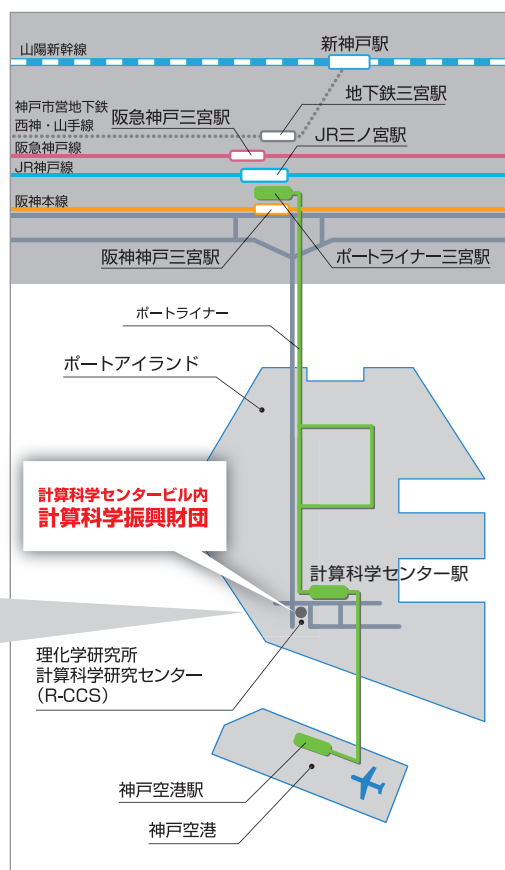 新神戸駅
山陽新幹線
地下鉄三宮駅
神戸市営地下鉄
西神・山手線
阪急神戸三宮駅
JR三ノ宮駅
阪急神戸線
JR神戸線
阪神本線
阪神神戸三宮駅
ポートライナー三宮駅
ポートライナー
ポートアイランド
計算科学センタービル内
計算科学振興財団
計算科学センター駅
理化学研究所
計算科学研究センター
(R-CCS)
神戸空港駅
神戸空港